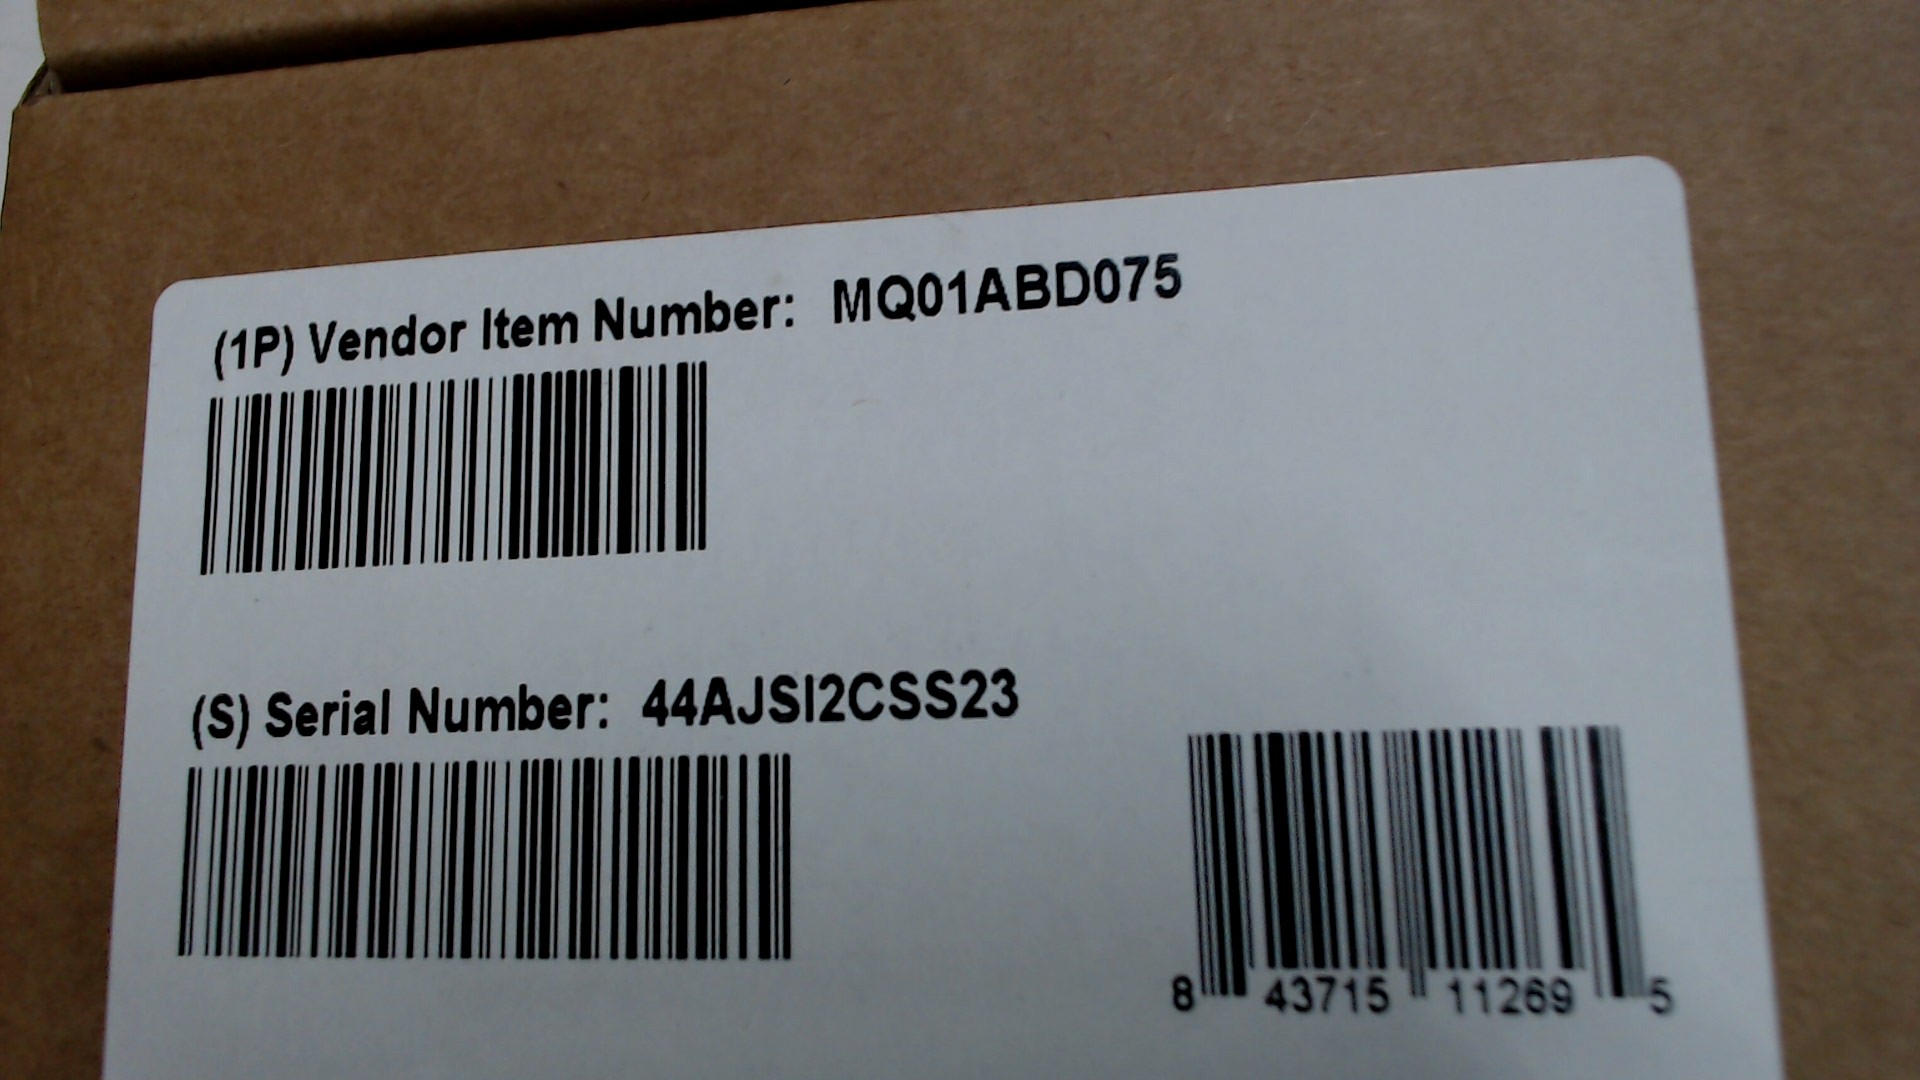 (1P) Vendor Item Number: MQ01ABD075
(S) Serial Number: 44AJSI2CSS23
8 43715 11269 5